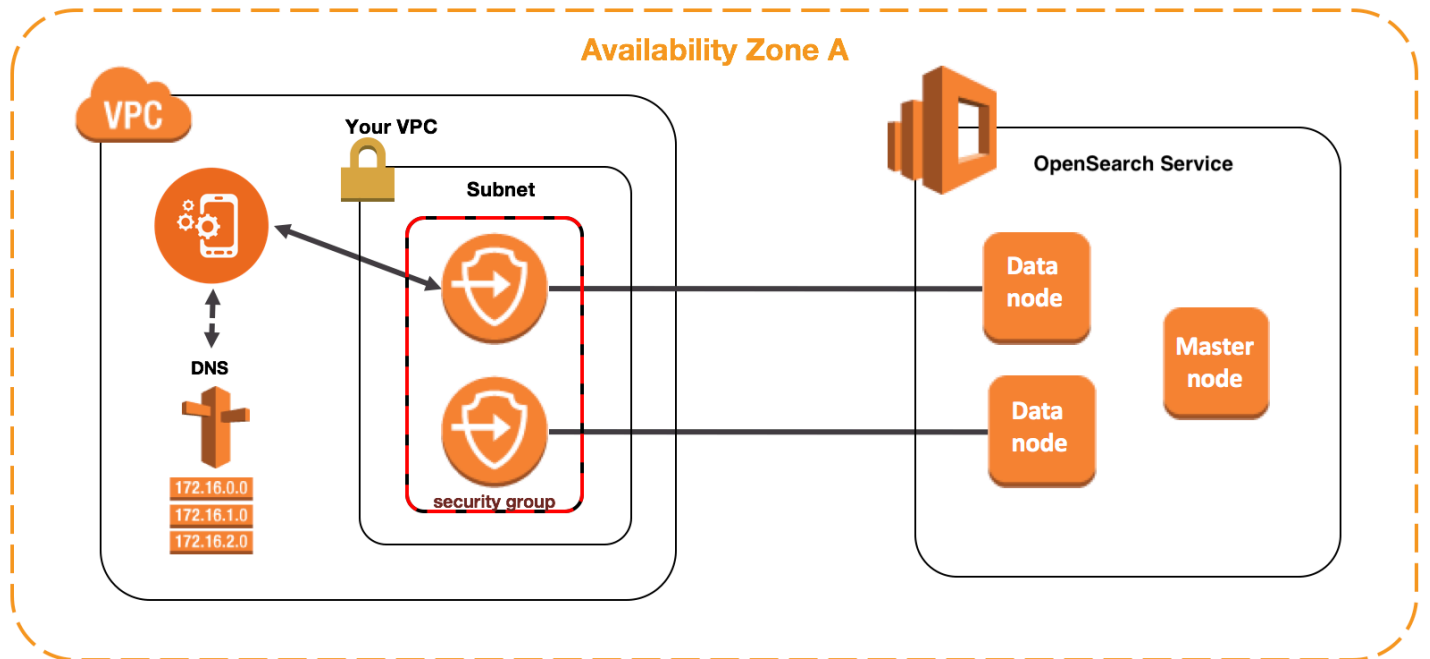 Availability Zone A
VPC
Your VPC
Subnet
security group
DNS
172.16.0.0
172.16.1.0
172.16.2.0
OpenSearch Service
Data
node
Data
node
Master
node